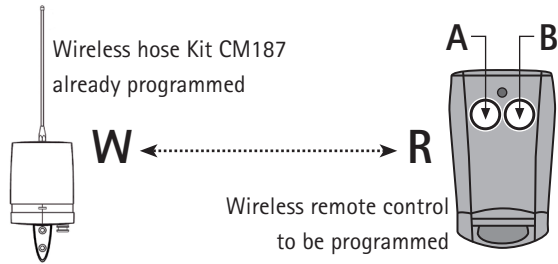 A B
Wireless hose Kit CM187
already programmed
W R
Wireless remote control
to be programmed